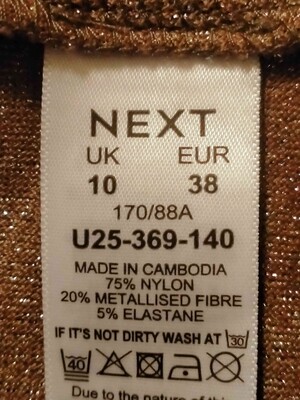 NEXT
UK EUR
10 38
170/88A
U25-369-140
MADE IN CAMBODIA
75% NYLON
20% METALLISED FIBRE
5% ELASTANE
IF IT'S NOT DIRTY WASH AT 30
40
Due to the nature of this